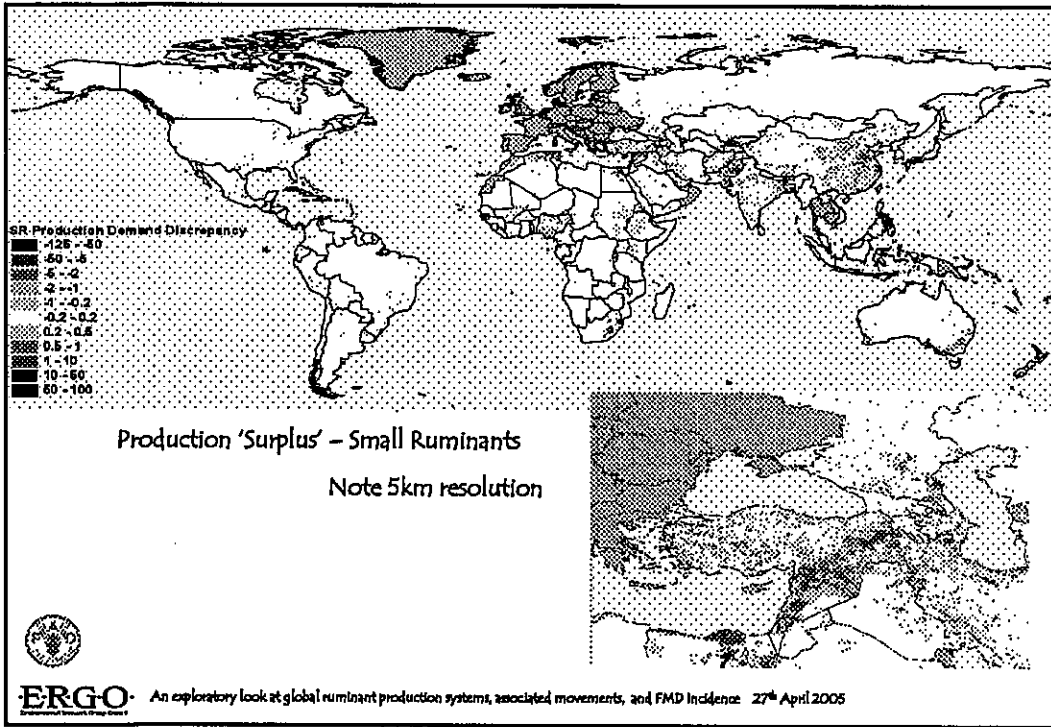 SR Production Demand Discrepancy
-125 - -50
-50 - -5
-5 - -2
-2 - -1
-1 - -0.2
-0.2 - 0.2
0.2 - 0.5
0.5 - 1
1 - 10
10 - 50
50 - 100
Production 'Surplus' – Small Ruminants
Note 5km resolution
ERGO
An exploratory look at global ruminant production systems, associated movements, and FMD Incidence 27th April 2005